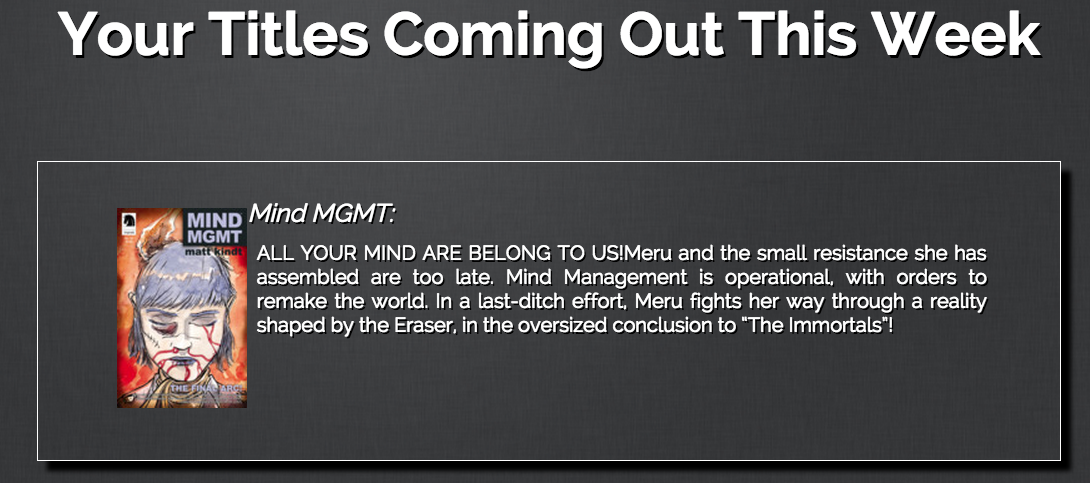 Your Titles Coming Out This Week
Mind MGMT:
MIND
MGMT
matt kindt
THE FINAL ARC
ALL YOUR MIND ARE BELONG TO US!Meru and the small resistance she has
assembled are too late. Mind Management is operational, with orders to
remake the world. In a last-ditch effort, Meru fights her way through a reality
shaped by the Eraser, in the oversized conclusion to "The Immortals"!